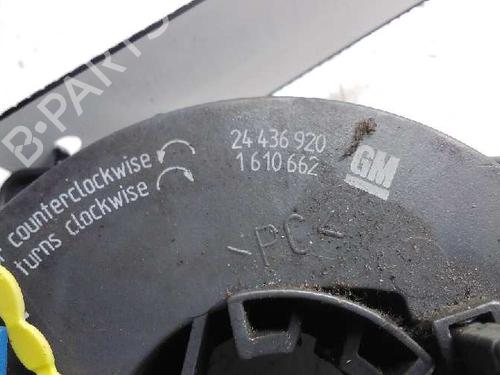 B-PARTS
24 436 920
1 610 662
GM
counterclockwise
turns clockwise
>PC<